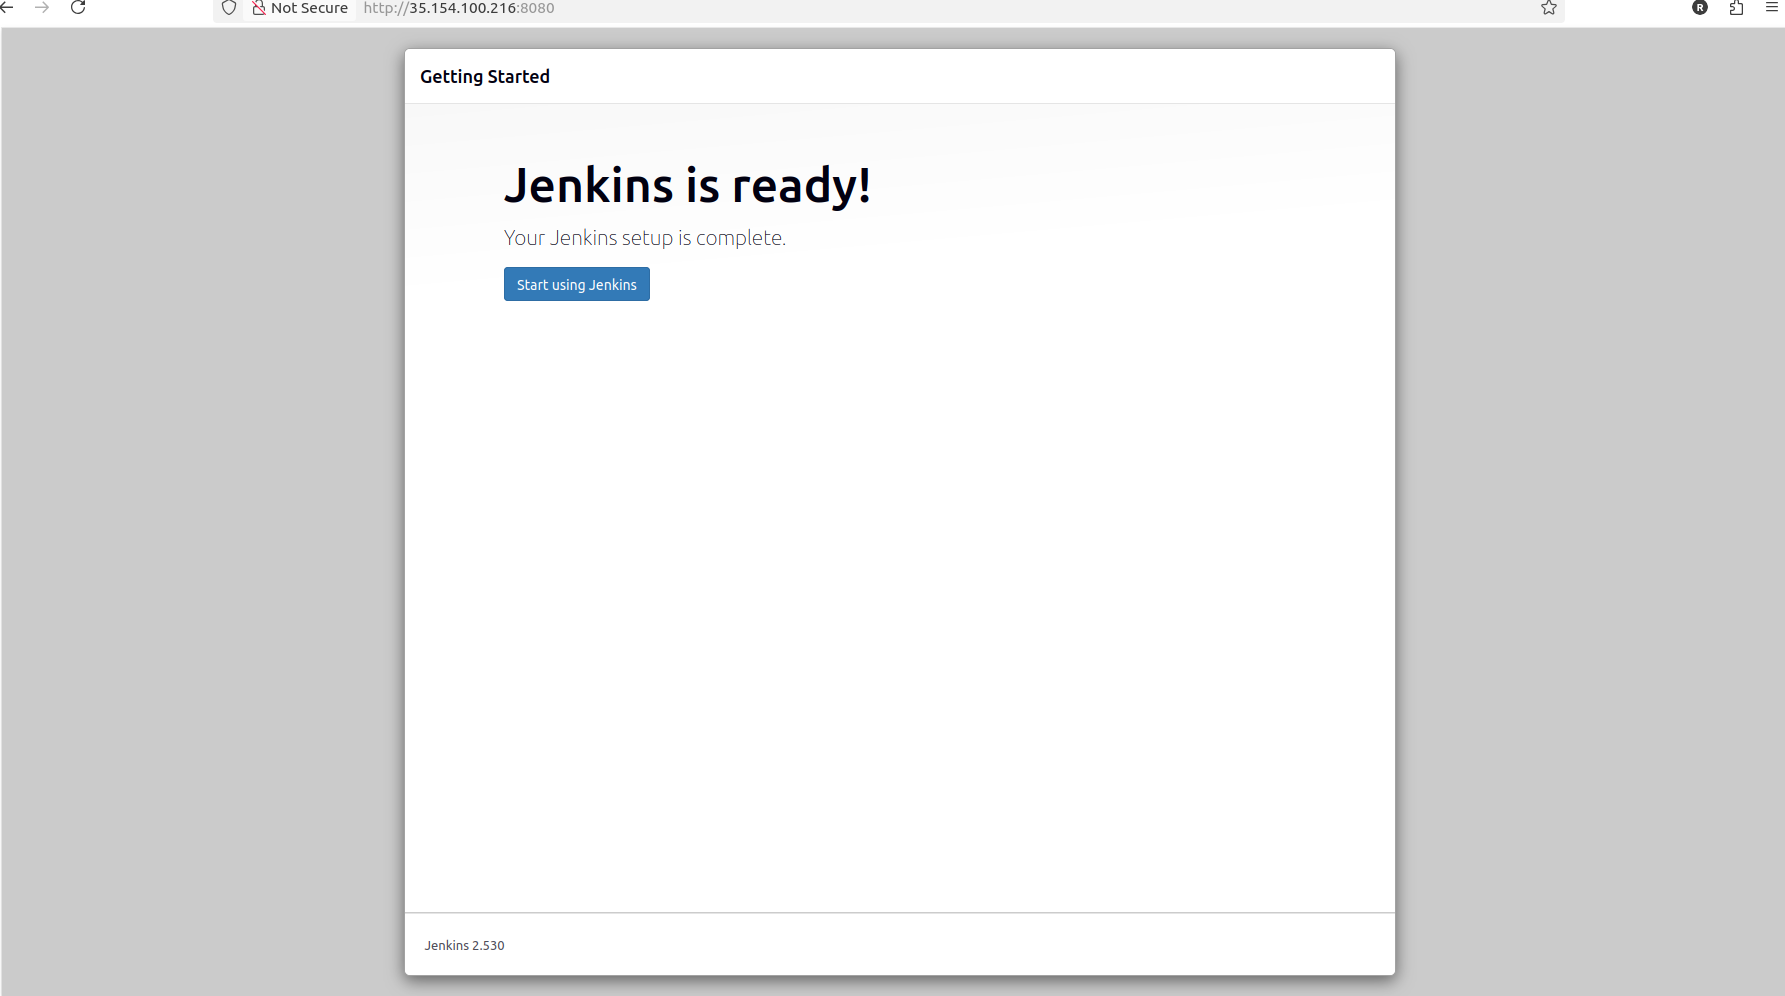 Not Secure http://35.154.100.216:8080
R
Getting Started
Jenkins is ready!
Your Jenkins setup is complete.
Start using Jenkins
Jenkins 2.530